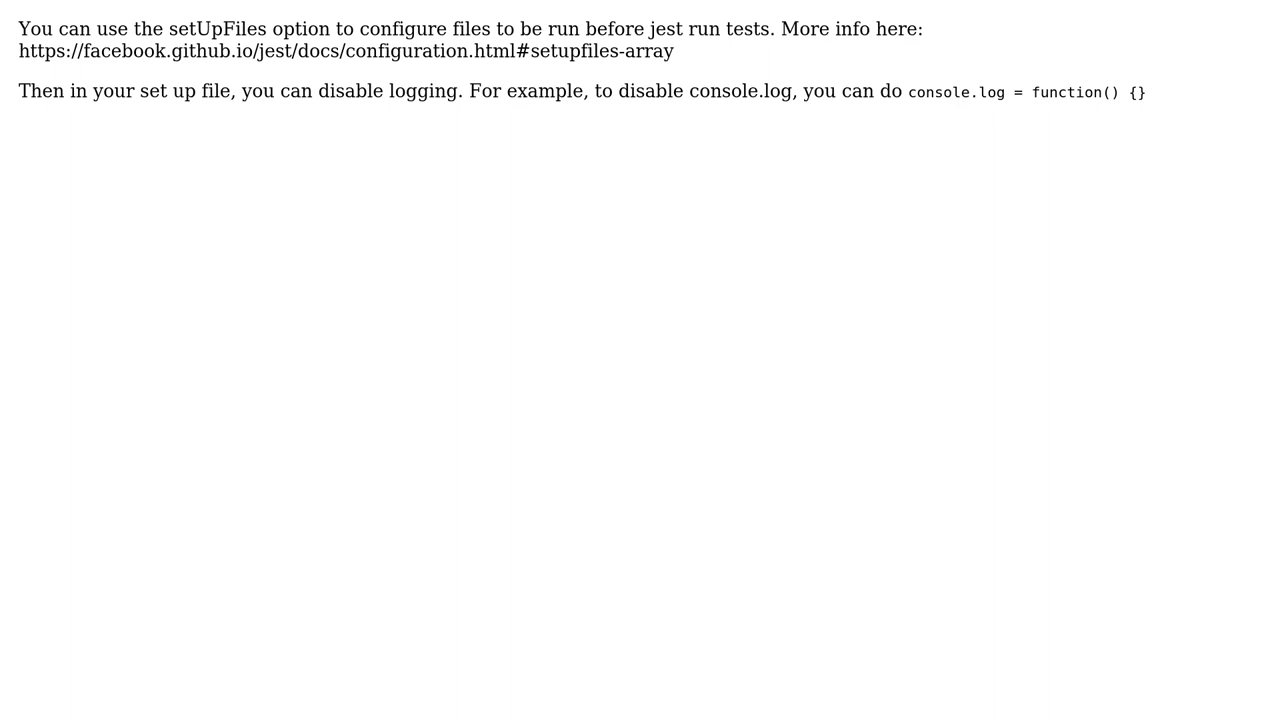 You can use the setUpFiles option to configure files to be run before jest run tests. More info here:
https://facebook.github.io/jest/docs/configuration.html#setupfiles-array
Then in your set up file, you can disable logging. For example, to disable console.log, you can do console.log = function() {}